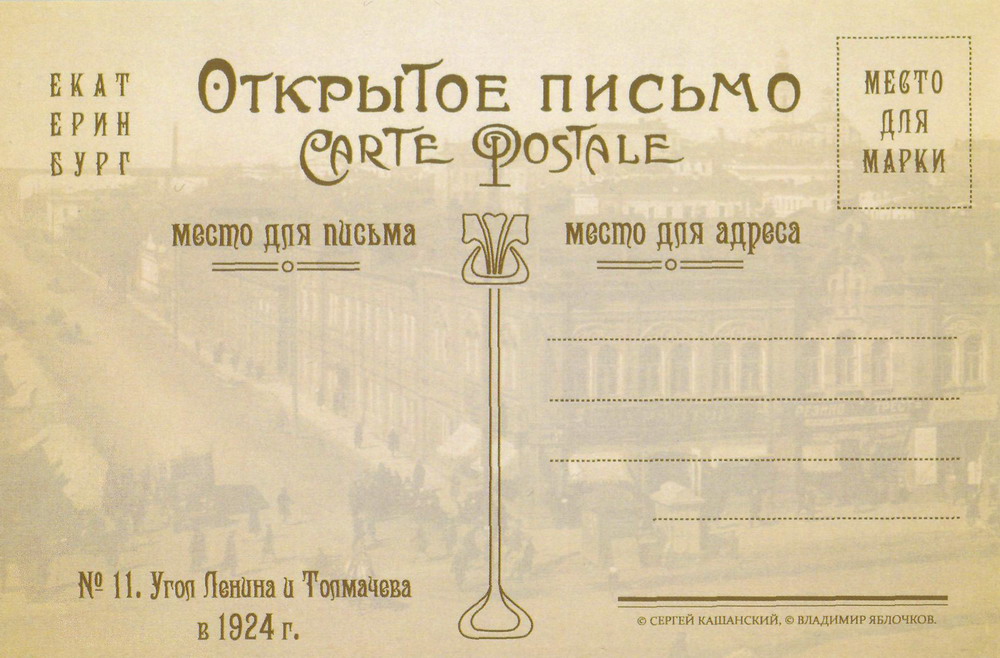 ЕКАТ
ЕРИН
БУРГ
Открытое письмо
Carte Postale
МЕСТО
ДЛЯ
МАРКИ
место для письма
место для адреса
№ 11. Угол Ленина и Толмачева
в 1924 г.
© СЕРГЕЙ КАШАНСКИЙ, © ВЛАДИМИР ЯБЛОЧКОВ.